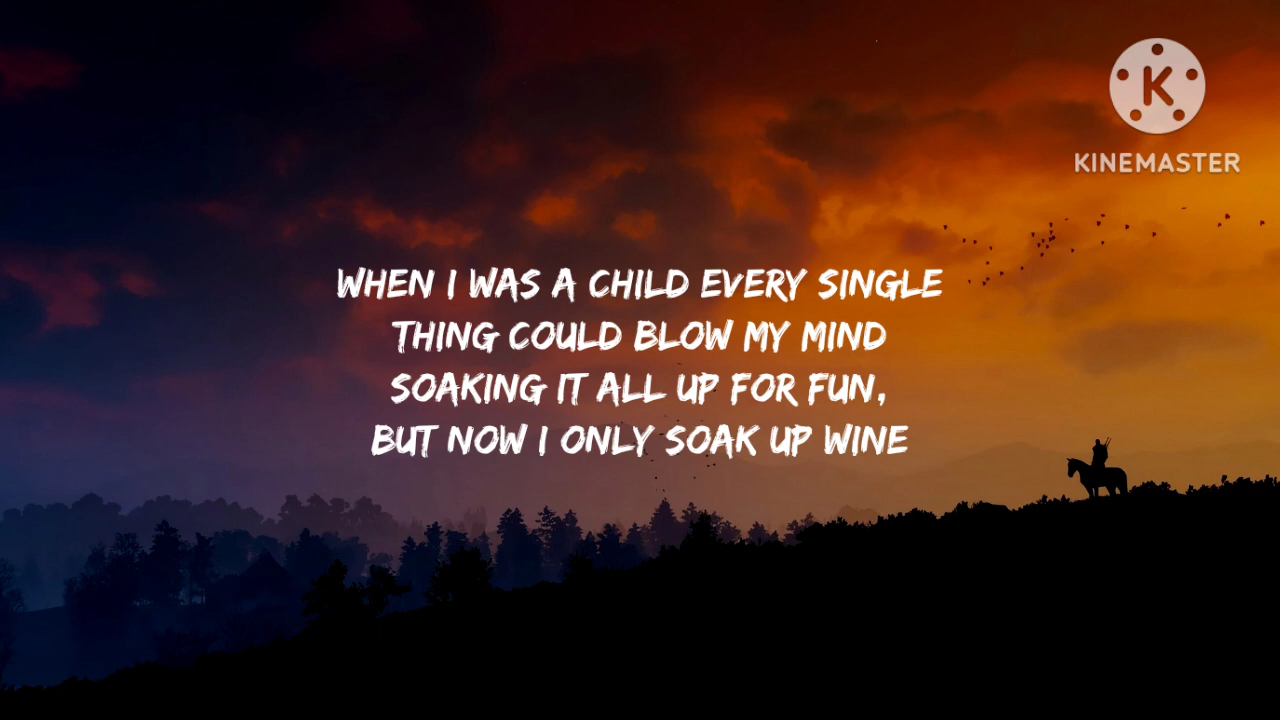 K
KINEMASTER
WHEN I WAS A CHILD EVERY SINGLE
THING COULD BLOW MY MIND
SOAKING IT ALL UP FOR FUN,
BUT NOW I ONLY SOAK UP WINE